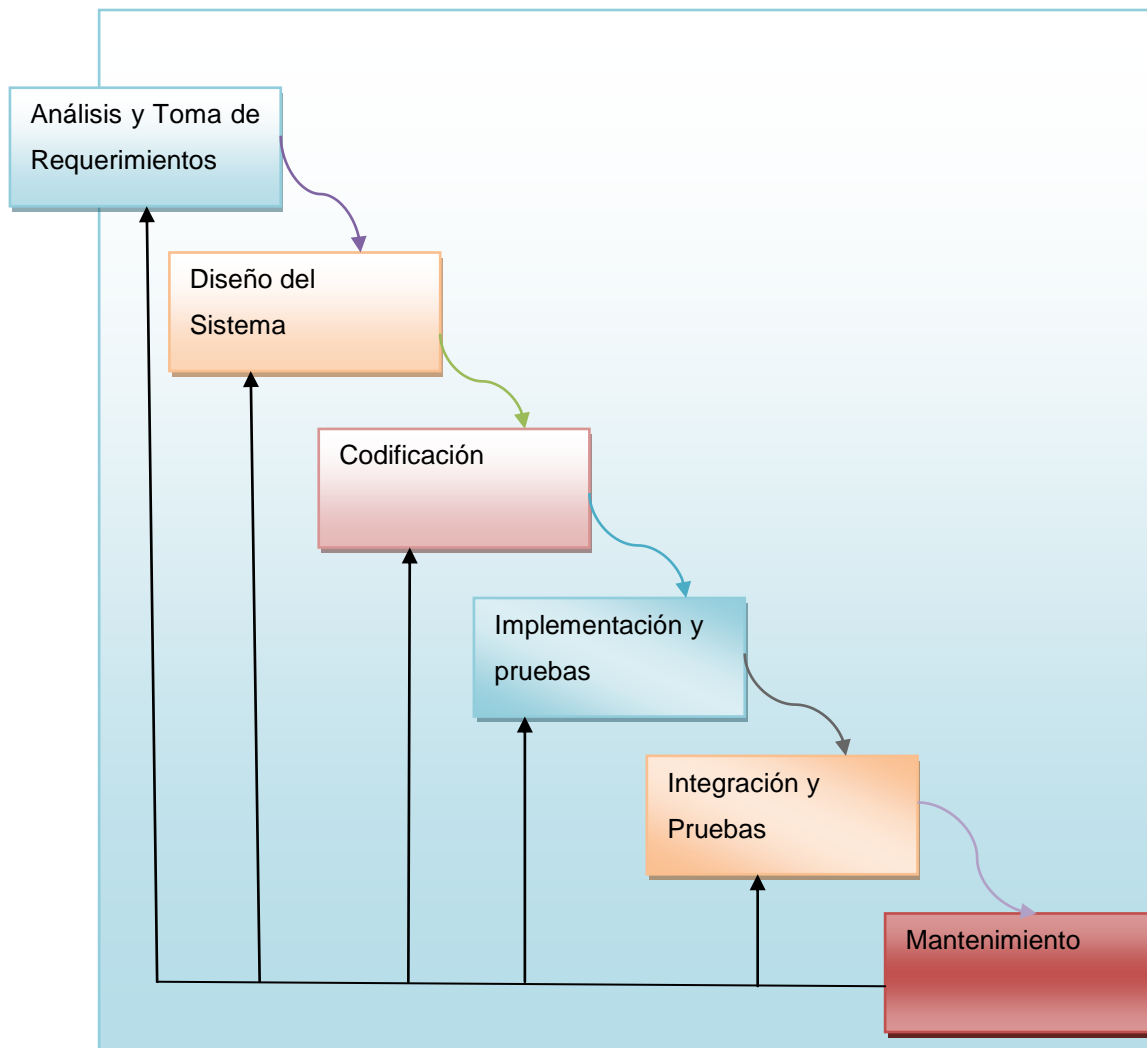 Análisis y Toma de
Requerimientos
Diseño del
Sistema
Codificación
Implementación y
pruebas
Integración y
Pruebas
Mantenimiento